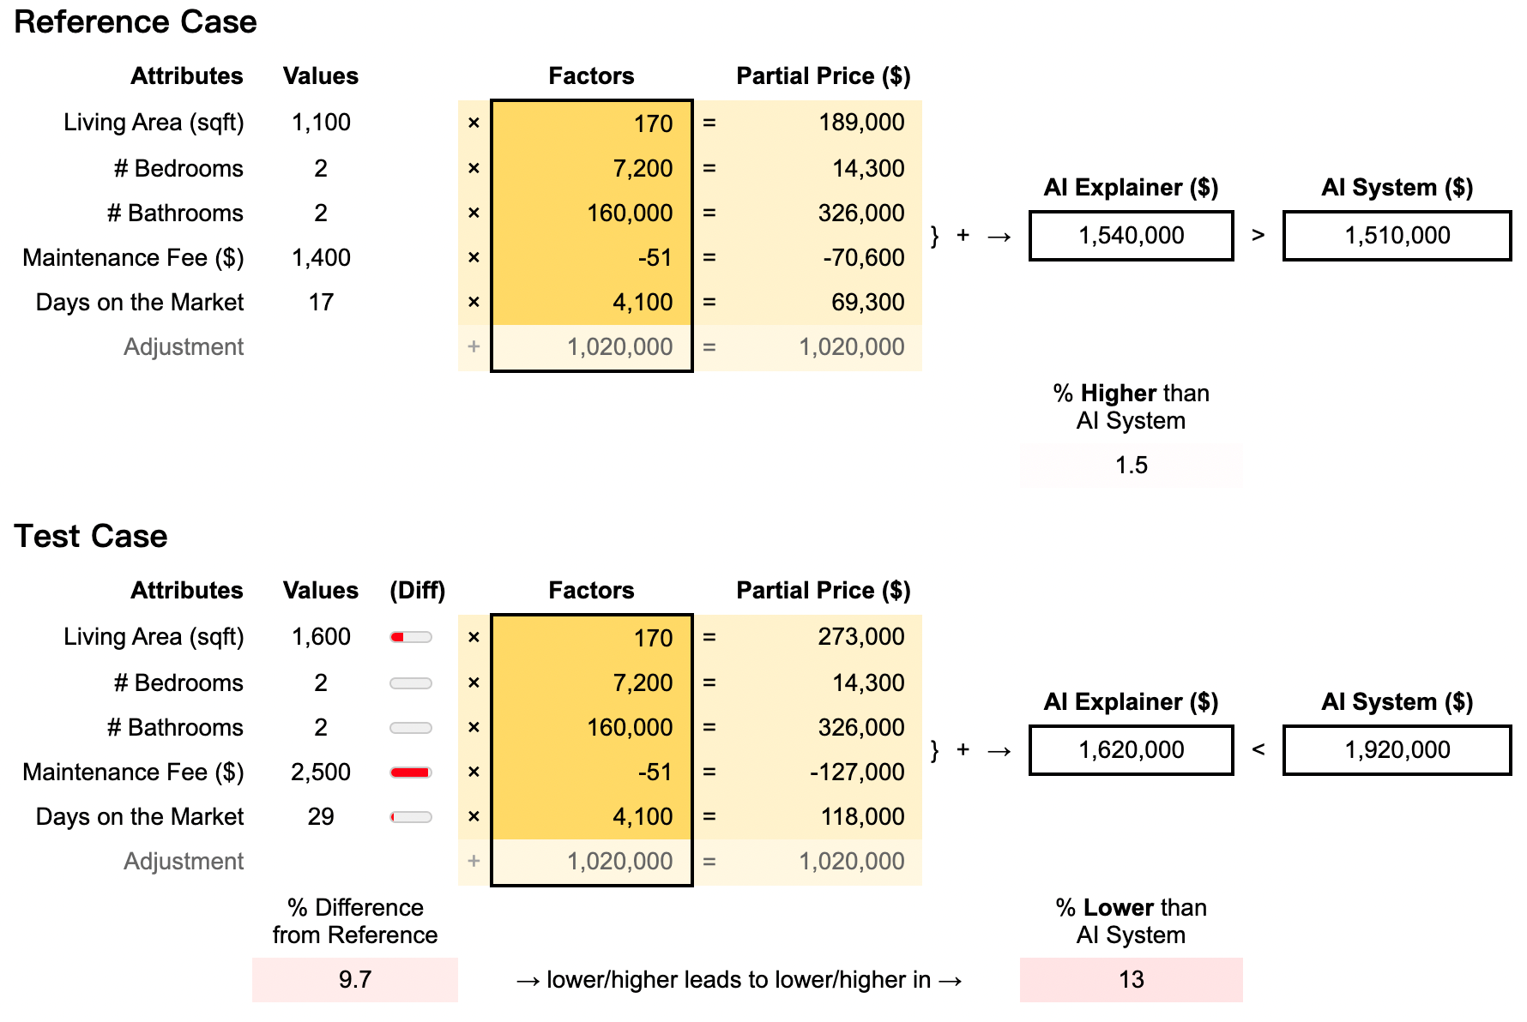 Reference Case
Attributes Values Factors Partial Price ($)
Living Area (sqft) 1,100 × 170 = 189,000
# Bedrooms 2 × 7,200 = 14,300
AI Explainer ($) AI System ($)
# Bathrooms 2 × 160,000 = 326,000
} + → 1,540,000 > 1,510,000
Maintenance Fee ($) 1,400 × -51 = -70,600
Days on the Market 17 × 4,100 = 69,300
Adjustment + 1,020,000 = 1,020,000
% Higher than
AI System
1.5
Test Case
Attributes Values (Diff) Factors Partial Price ($)
Living Area (sqft) 1,600 × 170 = 273,000
# Bedrooms 2 × 7,200 = 14,300
AI Explainer ($) AI System ($)
# Bathrooms 2 × 160,000 = 326,000
} + → 1,620,000 < 1,920,000
Maintenance Fee ($) 2,500 × -51 = -127,000
Days on the Market 29 × 4,100 = 118,000
Adjustment + 1,020,000 = 1,020,000
% Difference % Lower than
from Reference AI System
9.7 → lower/higher leads to lower/higher in → 13